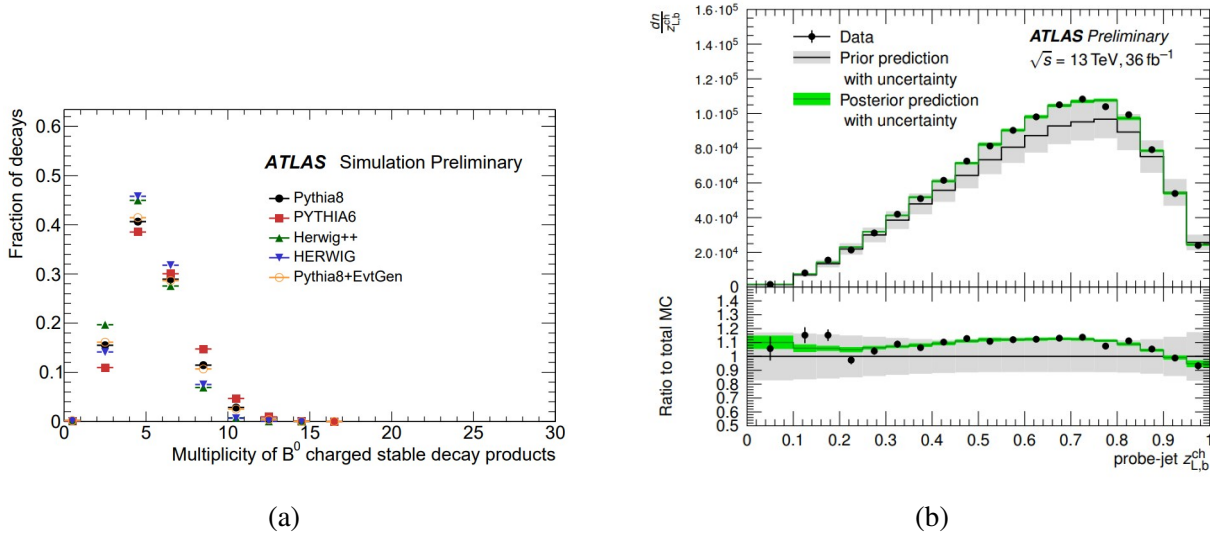 Fraction of decays
0.6
0.5
0.4
0.3
0.2
0.1
0
ATLAS Simulation Preliminary
Pythia8
PYTHIA6
Herwig++
HERWIG
Pythia8+EvtGen
0 5 10 15 20 25 30
Multiplicity of B⁰ charged stable decay products
(a)
dn
z^ch_L,b
1.6·10⁵
1.4·10⁵
1.2·10⁵
1.0·10⁵
8.0·10⁴
6.0·10⁴
4.0·10⁴
2.0·10⁴
0
Data
Prior prediction
with uncertainty
Posterior prediction
with uncertainty
ATLAS Preliminary
√s = 13 TeV, 36 fb⁻¹
Ratio to total MC
1.4
1.3
1.2
1.1
1
0.9
0.8
0.7
0.6
0.5
0 0.1 0.2 0.3 0.4 0.5 0.6 0.7 0.8 0.9 1
probe-jet z^ch_L,b
(b)